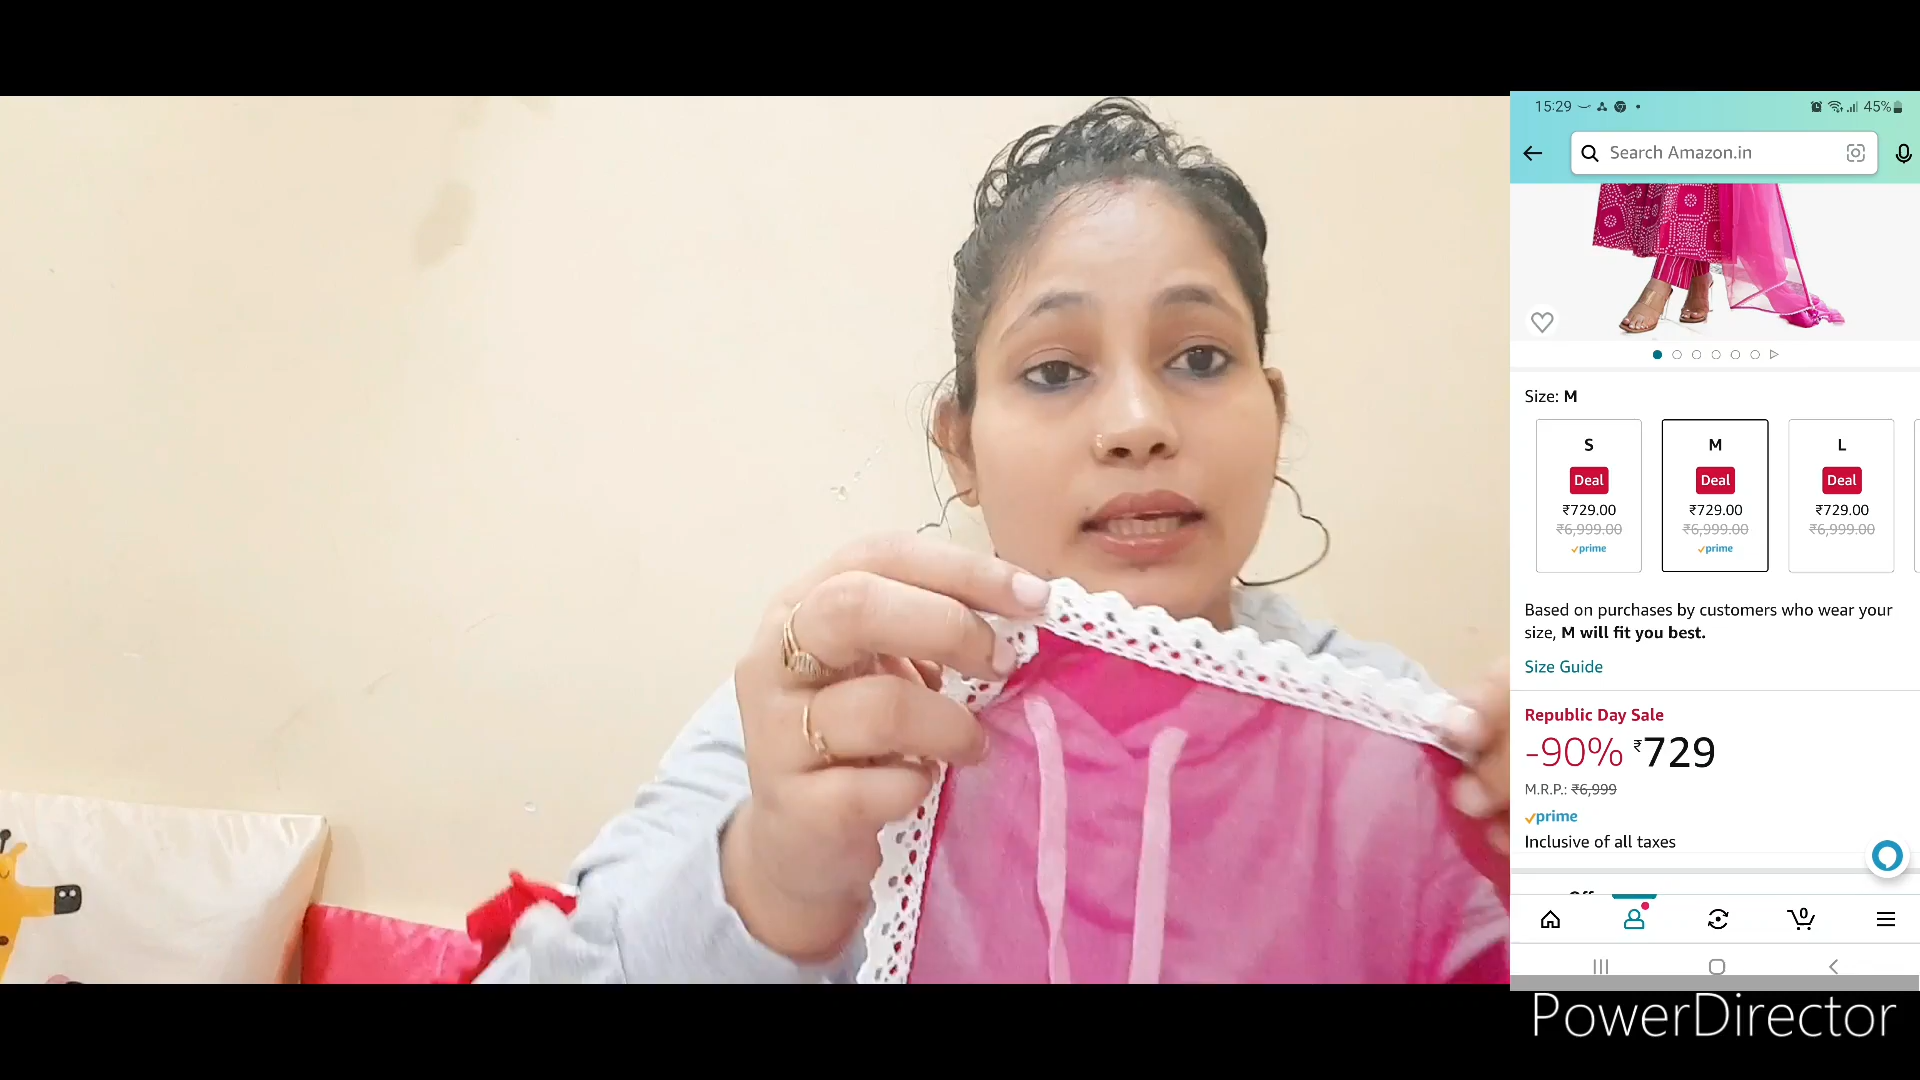 15:29
45%
Search Amazon.in
Size: M
S
M
L
Deal
Deal
Deal
₹729.00
₹729.00
₹729.00
₹6,999.00
₹6,999.00
₹6,999.00
prime
prime
Based on purchases by customers who wear your
size, M will fit you best.
Size Guide
Republic Day Sale
-90% ₹729
M.R.P.: ₹6,999
prime
Inclusive of all taxes
0
PowerDirector